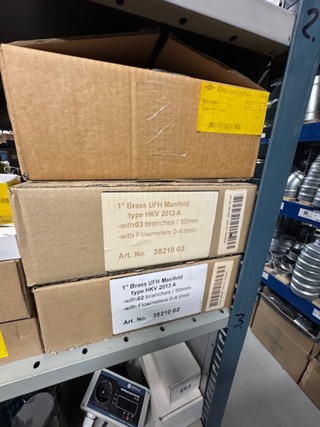 1" Brass UFH Manifold
type HKV 2013 A
-with 03 branches / 50mm
-with Flowmeters 0-4 l/min
Art. No. 38210 03
1" Brass UFH Manifold
type HKV 2013 A
-with 02 branches / 50mm
-with Flowmeters 0-4 l/min
Art. No. 38210 02
2.
3.